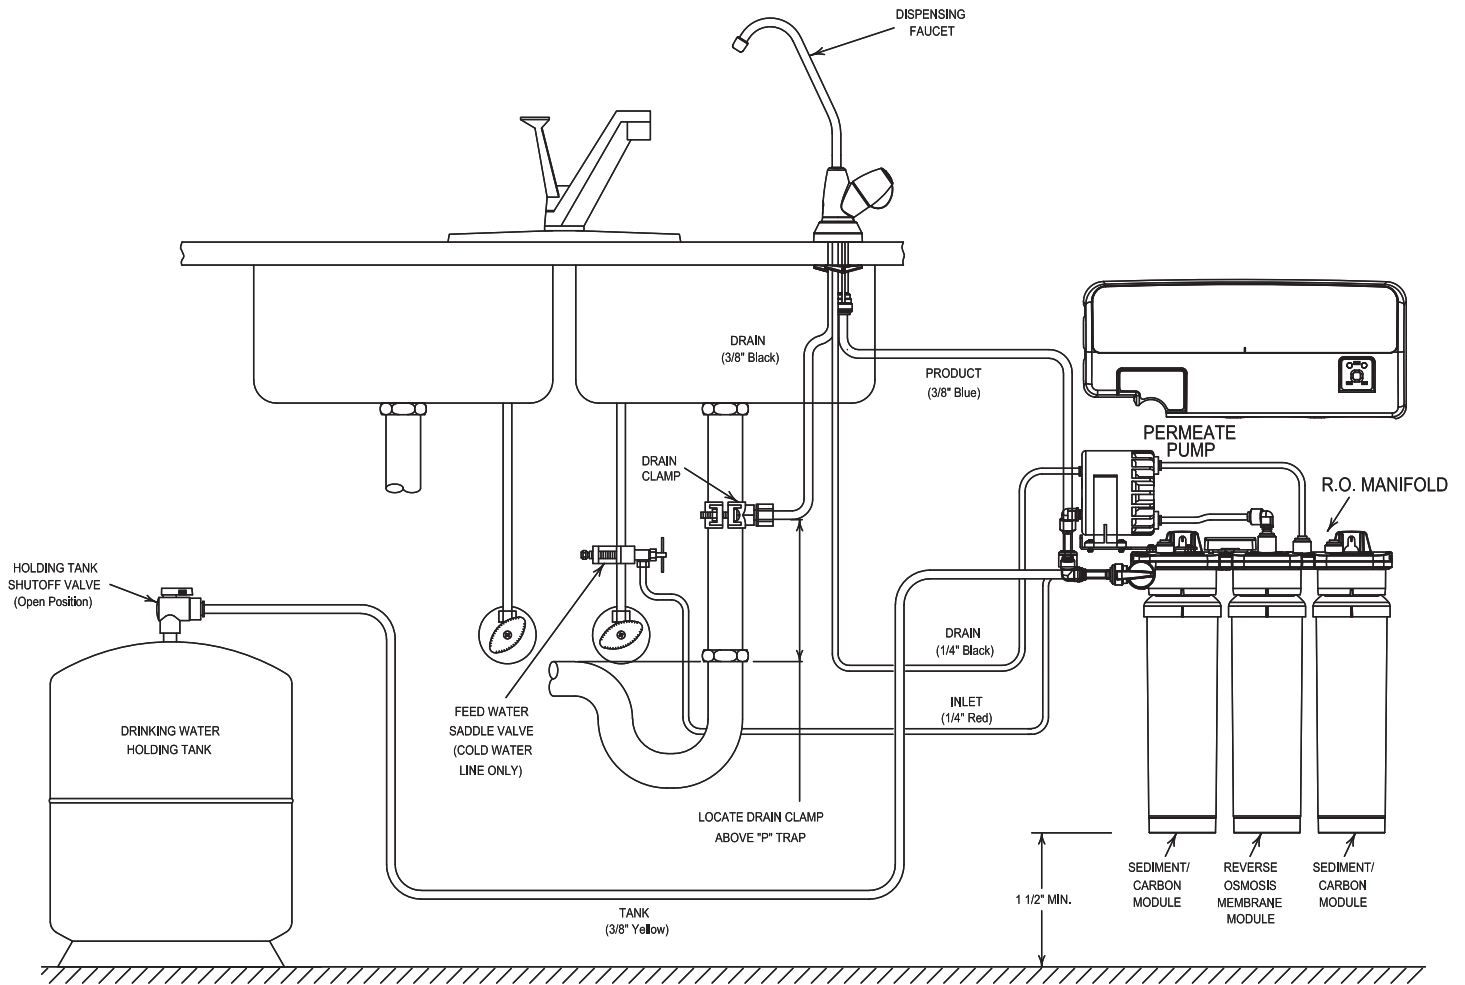 DISPENSING
FAUCET
DRAIN
(3/8" Black)
PRODUCT
(3/8" Blue)
PERMEATE
PUMP
R.O. MANIFOLD
DRAIN
CLAMP
HOLDING TANK
SHUTOFF VALVE
(Open Position)
DRAIN
(1/4" Black)
INLET
(1/4" Red)
FEED WATER
SADDLE VALVE
(COLD WATER
LINE ONLY)
DRINKING WATER
HOLDING TANK
LOCATE DRAIN CLAMP
ABOVE "P" TRAP
TANK
(3/8" Yellow)
1 1/2" MIN.
SEDIMENT/
CARBON
MODULE
REVERSE
OSMOSIS
MEMBRANE
MODULE
SEDIMENT/
CARBON
MODULE